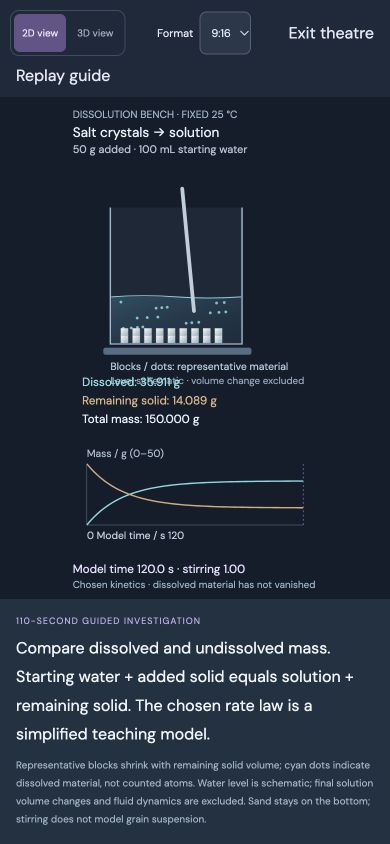 2D view 3D view Format 9:16 Exit theatre
Replay guide
DISSOLUTION BENCH · FIXED 25 °C
Salt crystals → solution
50 g added · 100 mL starting water
Blocks / dots: representative material
· volume change excluded
Dissolved: 35.911 g
Remaining solid: 14.089 g
Total mass: 150.000 g
Mass / g (0–50)
0 Model time / s 120
Model time 120.0 s · stirring 1.00
Chosen kinetics · dissolved material has not vanished
110-SECOND GUIDED INVESTIGATION
Compare dissolved and undissolved mass.
Starting water + added solid equals solution +
remaining solid. The chosen rate law is a
simplified teaching model.
Representative blocks shrink with remaining solid volume; cyan dots indicate
dissolved material, not counted atoms. Water level is schematic; final solution
volume changes and fluid dynamics are excluded. Sand stays on the bottom;
stirring does not model grain suspension.